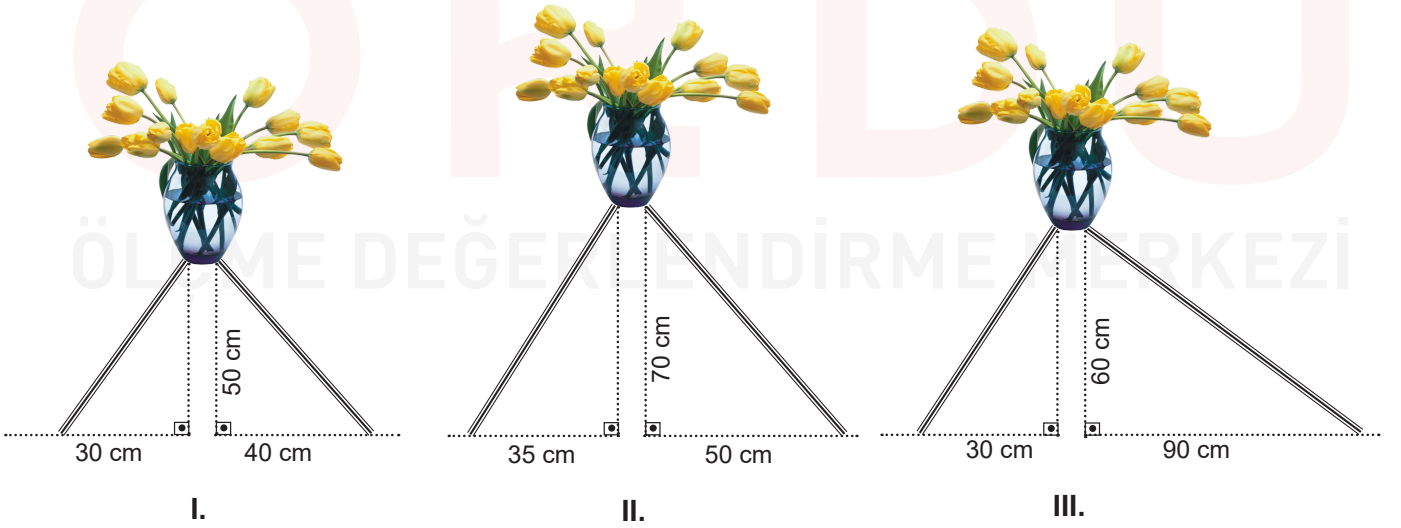 ORDU
ÖLÇME DEĞERLENDİRME MERKEZİ
50 cm
70 cm
60 cm
30 cm 40 cm 35 cm 50 cm 30 cm 90 cm
I. II. III.